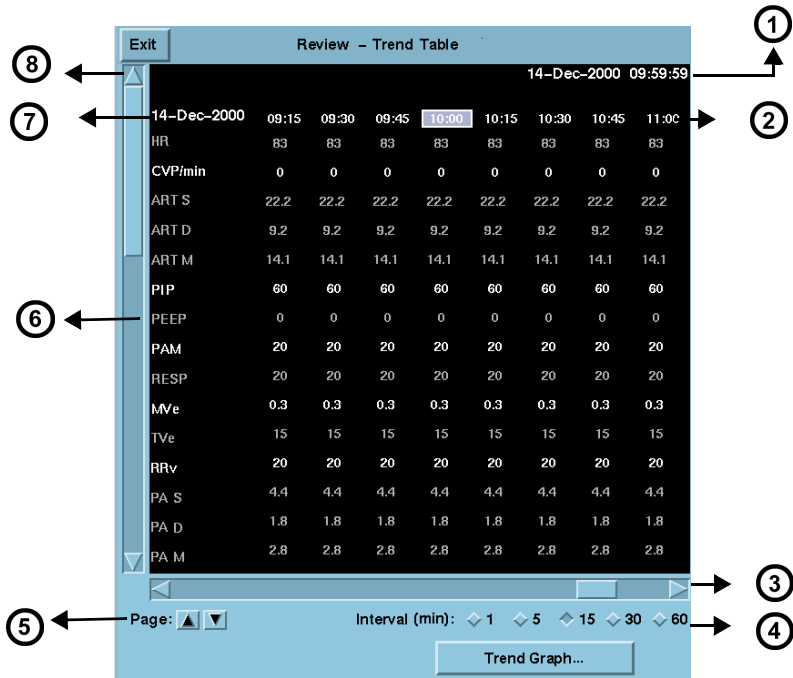 1
Exit Review – Trend Table
8
14–Dec–2000 09:59:59
7
14–Dec–2000 09:15 09:30 09:45 10:00 10:15 10:30 10:45 11:00
2
HR 83 83 83 83 83 83 83 83
CVP/min 0 0 0 0 0 0 0 0
ART S 22.2 22.2 22.2 22.2 22.2 22.2 22.2 22.2
ART D 9.2 9.2 9.2 9.2 9.2 9.2 9.2 9.2
ART M 14.1 14.1 14.1 14.1 14.1 14.1 14.1 14.1
PIP 60 60 60 60 60 60 60 60
6
PEEP 0 0 0 0 0 0 0 0
PAM 20 20 20 20 20 20 20 20
RESP 20 20 20 20 20 20 20 20
MVe 0.3 0.3 0.3 0.3 0.3 0.3 0.3 0.3
TVe 15 15 15 15 15 15 15 15
RRv 20 20 20 20 20 20 20 20
PA S 4.4 4.4 4.4 4.4 4.4 4.4 4.4 4.4
PA D 1.8 1.8 1.8 1.8 1.8 1.8 1.8 1.8
PA M 2.8 2.8 2.8 2.8 2.8 2.8 2.8 2.8
3
5
Page: Interval (min): 1 5 15 30 60
4
Trend Graph...